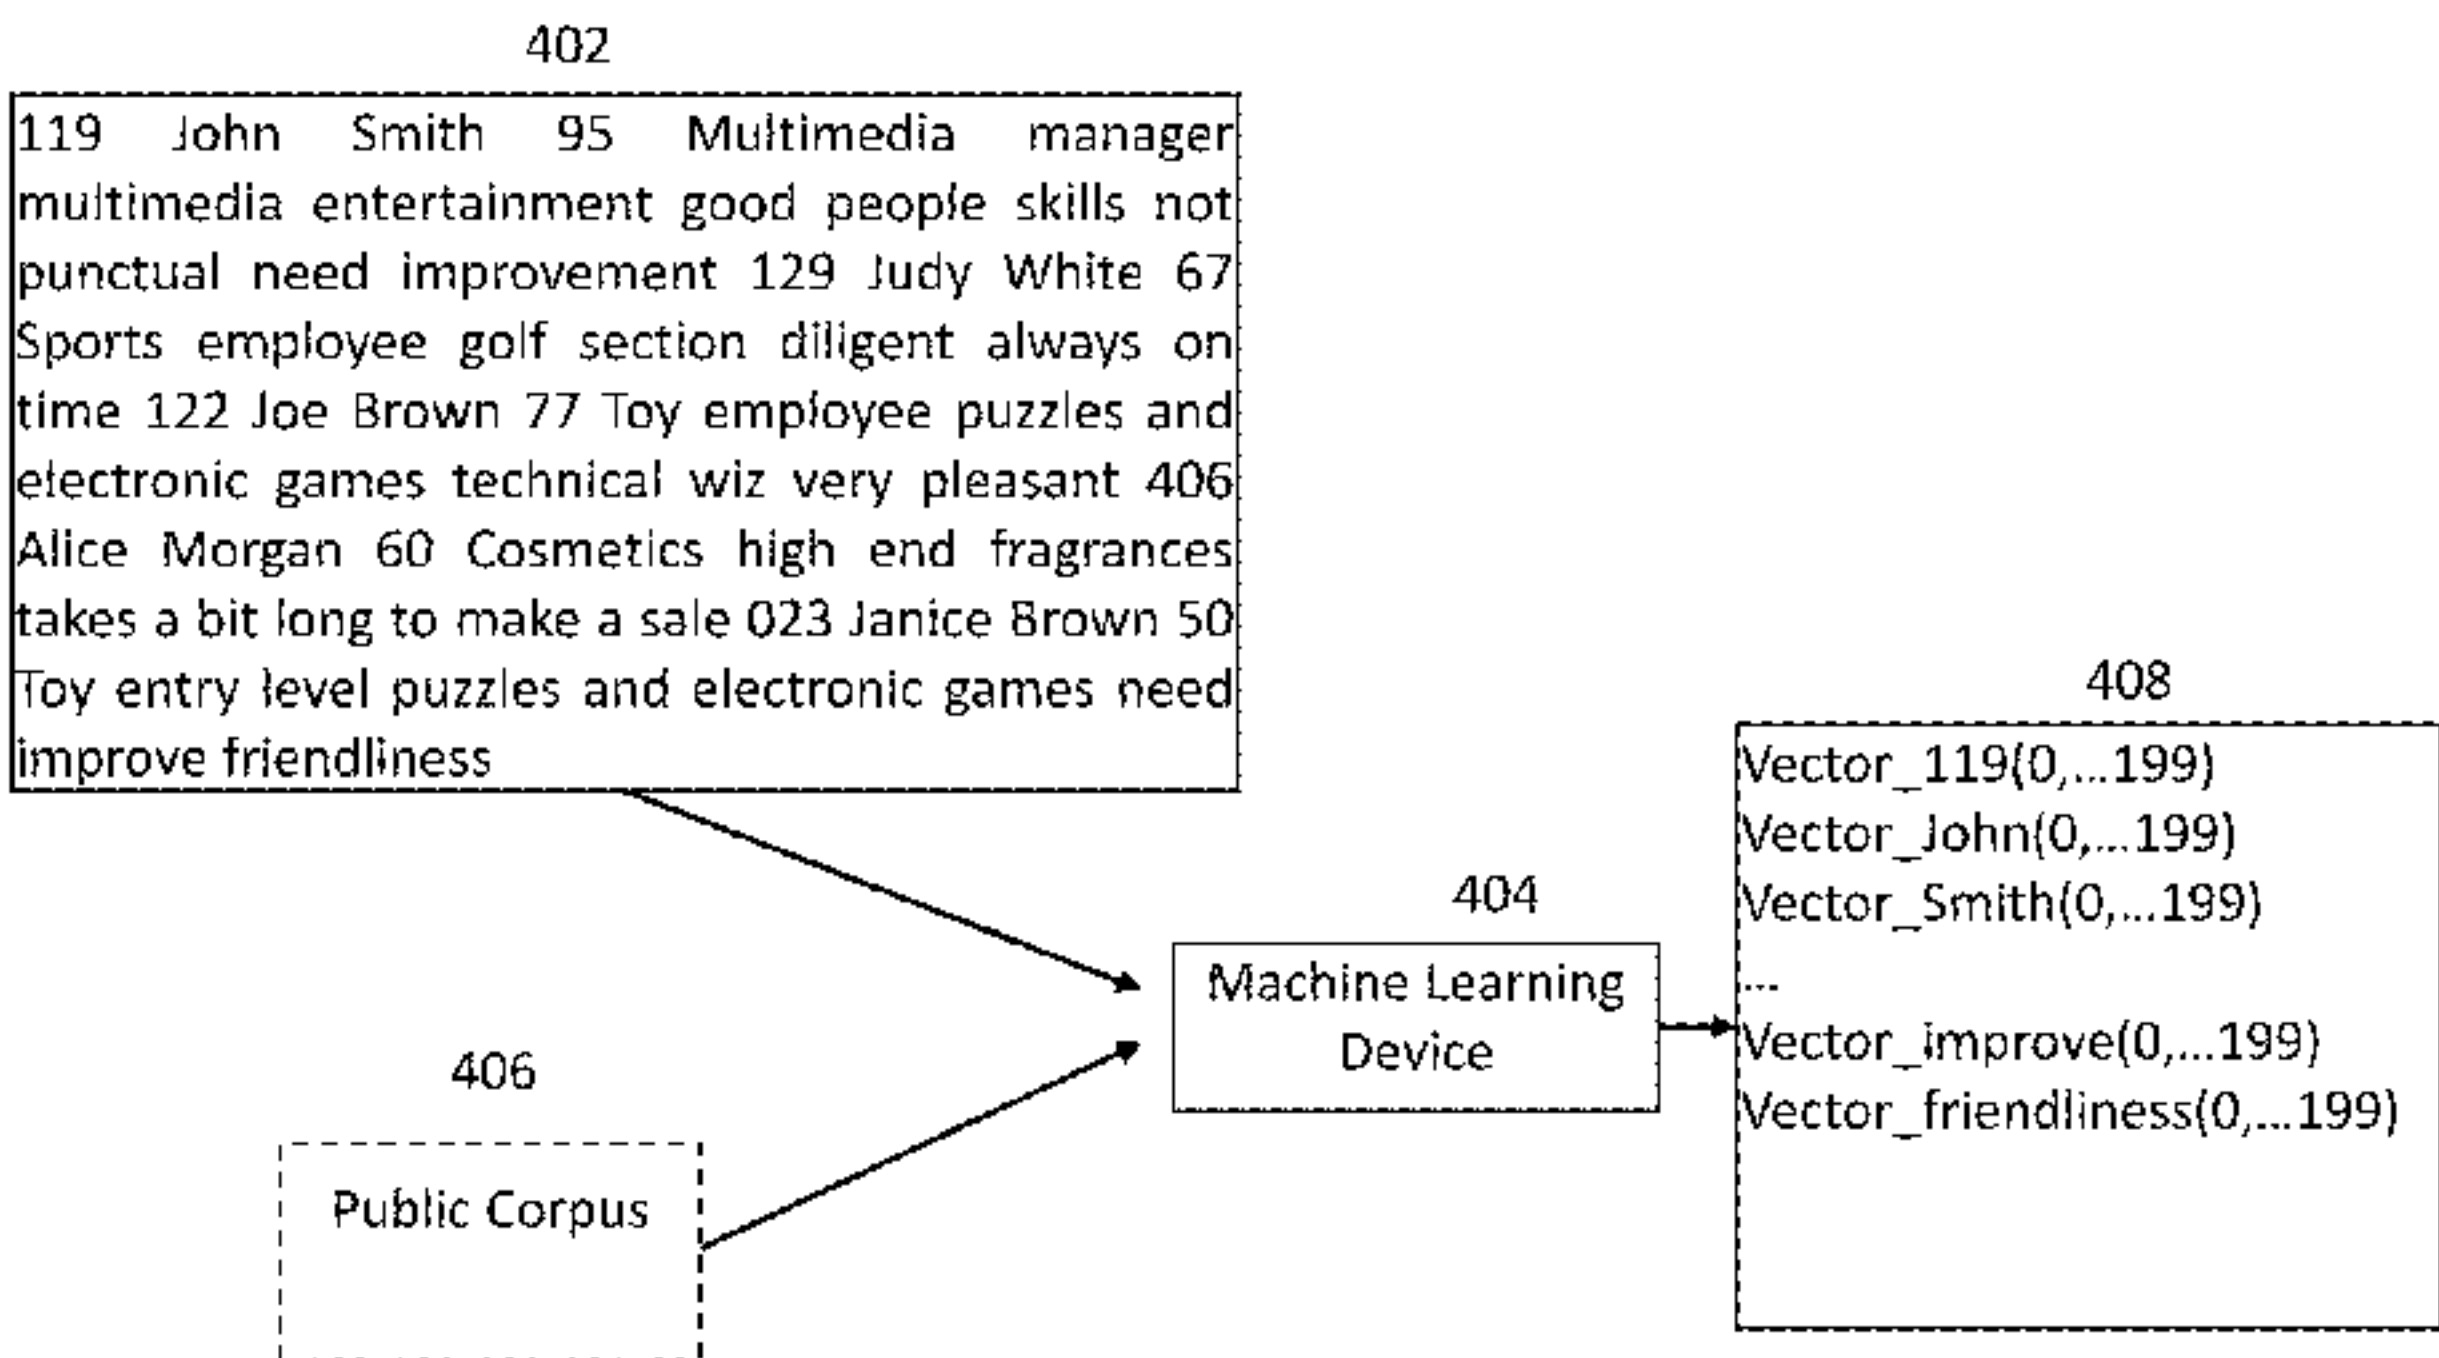 402
119 John Smith 95 Multimedia manager
multimedia entertainment good people skills not
punctual need improvement 129 Judy White 67
Sports employee golf section diligent always on
time 122 Joe Brown 77 Toy employee puzzles and
electronic games technical wiz very pleasant 406
Alice Morgan 60 Cosmetics high end fragrances
takes a bit long to make a sale 023 Janice Brown 50
Toy entry level puzzles and electronic games need
improve friendliness
406
Public Corpus
404
Machine Learning
Device
408
Vector_119(0,...199)
Vector_John(0,...199)
Vector_Smith(0,...199)
...
Vector_improve(0,...199)
Vector_friendliness(0,...199)